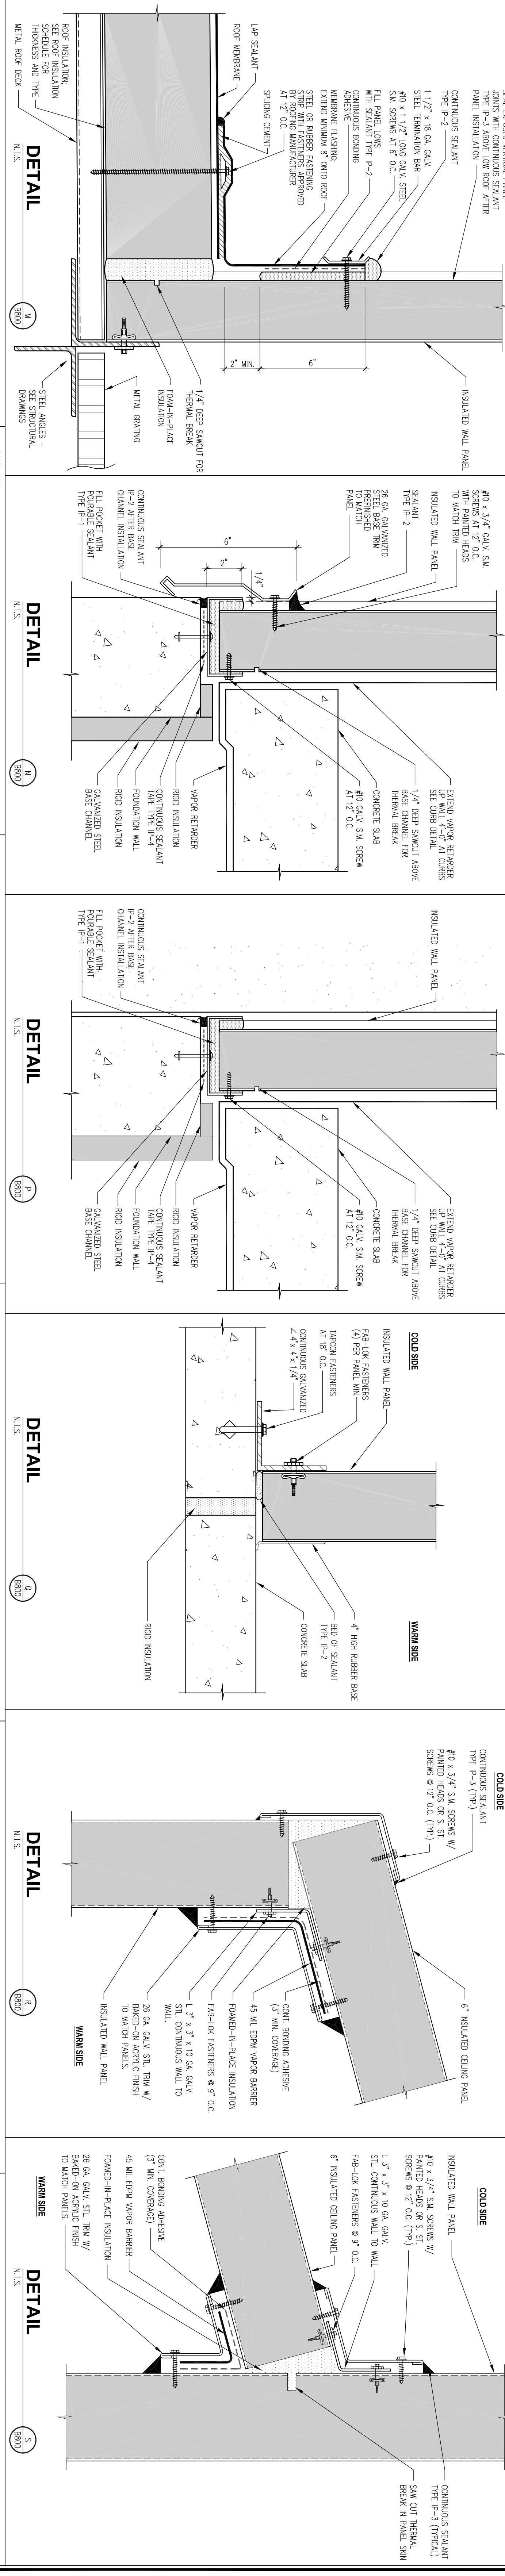 JOINTS WITH CONTINUOUS SEALANT
TYPE IP-3 ABOVE LOW ROOF AFTER
PANEL INSTALLATION
CONTINUOUS SEALANT
TYPE IP-2
1 1/2" x 18 GA. GALV.
STEEL TERMINATION BAR
#10 x 1 1/2" LONG GALV. STEEL
S.M. SCREWS AT 6" O.C.
FILL PANEL LOWS
WITH SEALANT TYPE IP-2
CONTINUOUS BONDING
ADHESIVE
MEMBRANE FLASHING;
EXTEND MINIMUM 8" ONTO ROOF
STEEL OR RUBBER FASTENING
STRIP WITH FASTENERS APPROVED
BY ROOFING MANUFACTURER
AT 12" O.C.
SPLICING CEMENT
LAP SEALANT
ROOF MEMBRANE
ROOF INSULATION;
SEE ROOF INSULATION
SCHEDULE FOR
THICKNESS AND TYPE
METAL ROOF DECK
INSULATED WALL PANEL
6"
2" MIN.
1/4" DEEP SAWCUT FOR
THERMAL BREAK
FOAM-IN-PLACE
INSULATION
METAL GRATING
STEEL ANGLES -
SEE STRUCTURAL
DRAWINGS
DETAIL
N.T.S.
M
B800
#10 x 3/4" GALV. S.M.
SCREWS AT 12" O.C.
WITH PAINTED HEADS
TO MATCH TRIM
INSULATED WALL PANEL
SEALANT
TYPE IP-2
26 GA. GALVANIZED
STEEL BASE TRIM
PREFINISHED
TO MATCH
PANEL
6"
2"
1/4"
CONTINUOUS SEALANT
IP-2 AFTER BASE
CHANNEL INSTALLATION
FILL POCKET WITH
POURABLE SEALANT
TYPE IP-1
EXTEND VAPOR RETARDER
UP WALL 4'-0" AT CURBS
SEE CURB DETAIL
1/4" DEEP SAWCUT ABOVE
BASE CHANNEL FOR
THERMAL BREAK
CONCRETE SLAB
#10 GALV. S.M. SCREW
AT 12" O.C.
VAPOR RETARDER
RIGID INSULATION
CONTINUOUS SEALANT
TAPE TYPE IP-4
FOUNDATION WALL
RIGID INSULATION
GALVANIZED STEEL
BASE CHANNEL
DETAIL
N.T.S.
N
B800
INSULATED WALL PANEL
CONTINUOUS SEALANT
IP-2 AFTER BASE
CHANNEL INSTALLATION
FILL POCKET WITH
POURABLE SEALANT
TYPE IP-1
EXTEND VAPOR RETARDER
UP WALL 4'-0" AT CURBS
SEE CURB DETAIL
1/4" DEEP SAWCUT ABOVE
BASE CHANNEL FOR
THERMAL BREAK
CONCRETE SLAB
#10 GALV. S.M. SCREW
AT 12" O.C.
VAPOR RETARDER
RIGID INSULATION
CONTINUOUS SEALANT
TAPE TYPE IP-4
FOUNDATION WALL
RIGID INSULATION
GALVANIZED STEEL
BASE CHANNEL
DETAIL
N.T.S.
P
B800
COLD SIDE
INSULATED WALL PANEL
FAB-LOK FASTENERS
(4) PER PANEL MIN.
TAPCON FASTENERS
AT 18" O.C.
CONTINUOUS GALVANIZED
∠ 4"x 4"x 1/4"
WARM SIDE
4" HIGH RUBBER BASE
BED OF SEALANT
TYPE IP-2
CONCRETE SLAB
RIGID INSULATION
DETAIL
N.T.S.
Q
B800
COLD SIDE
CONTINUOUS SEALANT
TYPE IP-3 (TYP.)
#10 x 3/4" S.M. SCREWS W/
PAINTED HEADS OR S. ST.
SCREWS @ 12" O.C. (TYP.)
6" INSULATED CEILING PANEL
CONT. BONDING ADHESIVE
(3" MIN. COVERAGE)
45 MIL EDPM VAPOR BARRIER
FOAMED-IN-PLACE INSULATION
FAB-LOK FASTENERS @ 9" O.C.
L 3" x 3" x 10 GA. GALV.
STL. CONTINUOUS WALL TO
WALL.
26 GA. GALV. STL. TRIM W/
BAKED-ON ACRYLIC FINISH
TO MATCH PANELS.
INSULATED WALL PANEL
WARM SIDE
DETAIL
N.T.S.
R
B800
COLD SIDE
INSULATED WALL PANEL
#10 x 3/4" S.M. SCREWS W/
PAINTED HEADS OR S. ST.
SCREWS @ 12" O.C. (TYP.)
L 3" x 3" x 10 GA. GALV.
STL. CONTINUOUS WALL TO WALL
FAB-LOK FASTENERS @ 9" O.C.
6" INSULATED CEILING PANEL
CONT. BONDING ADHESIVE
(3" MIN. COVERAGE)
45 MIL EDPM VAPOR BARRIER
FOAMED-IN-PLACE INSULATION
26 GA. GALV. STL. TRIM W/
BAKED-ON ACRYLIC FINISH
TO MATCH PANELS.
WARM SIDE
CONTINUOUS SEALANT
TYPE IP-3 (TYPICAL)
SAW CUT THERMAL
BREAK IN PANEL SKIN
DETAIL
N.T.S.
S
B800